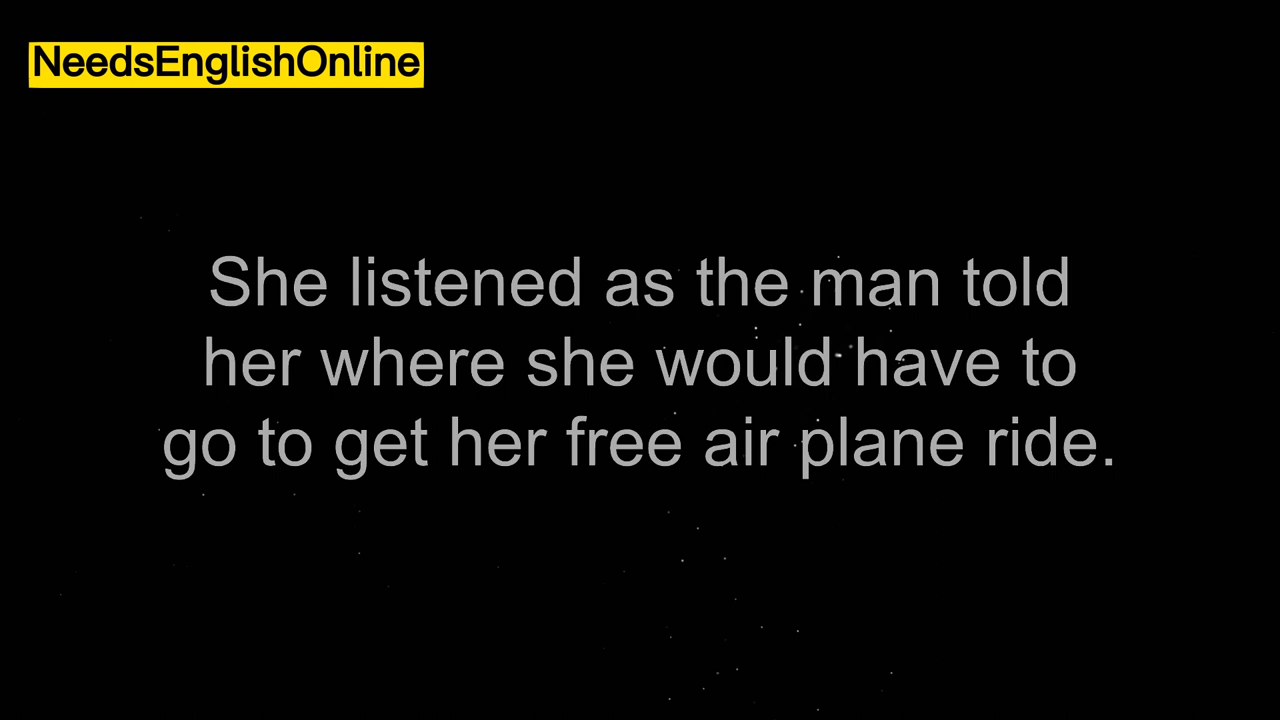 NeedsEnglishOnline
She listened as the man told
her where she would have to
go to get her free air plane ride.